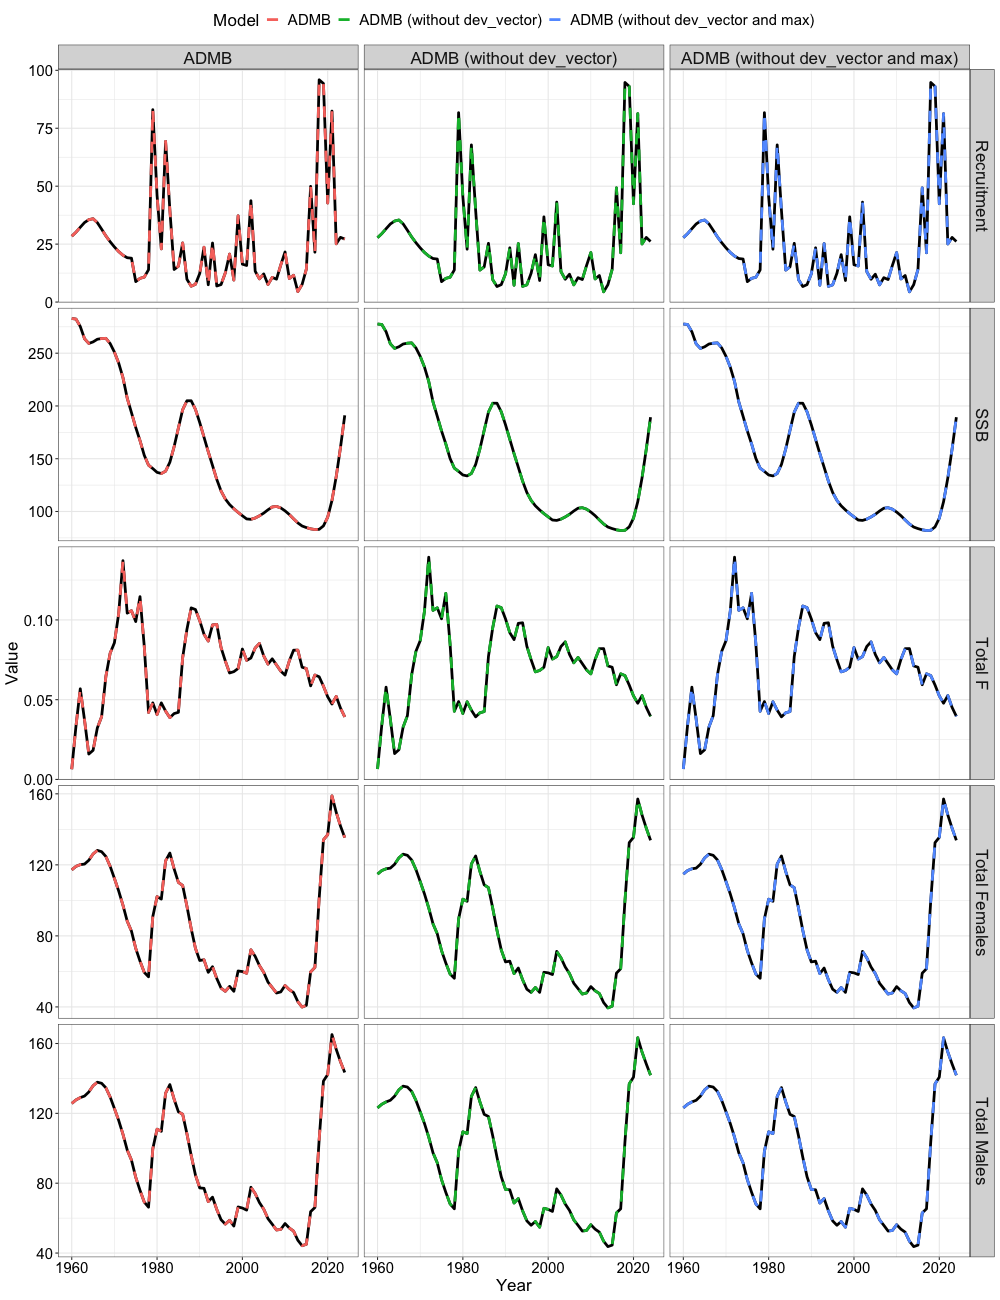 Model ADMB ADMB (without dev_vector) ADMB (without dev_vector and max)
ADMB ADMB (without dev_vector) ADMB (without dev_vector and max)
100
75
50
25
0
Recruitment
250
200
150
100
SSB
0.10
0.05
0.00
Total F
Value
160
120
80
40
Total Females
160
120
80
40
Total Males
1960 1980 2000 2020 1960 1980 2000 2020 1960 1980 2000 2020
Year